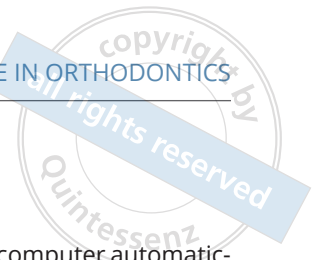 E IN ORTHODONTICS
copyright by
all rights reserved
Quintessenz
computer automatic-